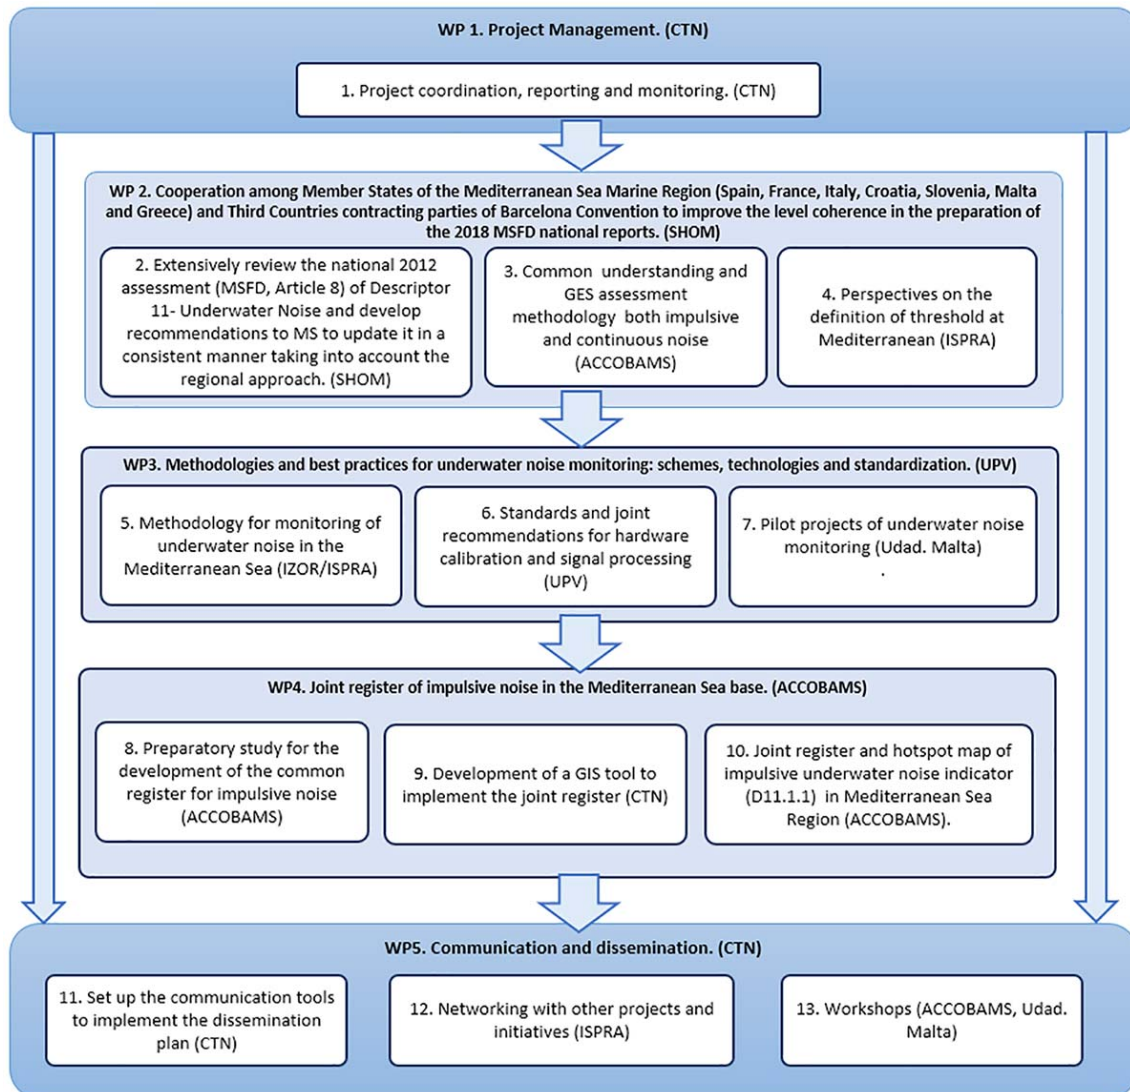 WP 1. Project Management. (CTN)
1. Project coordination, reporting and monitoring. (CTN)
WP 2. Cooperation among Member States of the Mediterranean Sea Marine Region (Spain, France, Italy, Croatia, Slovenia, Malta
and Greece) and Third Countries contracting parties of Barcelona Convention to improve the level coherence in the preparation of
the 2018 MSFD national reports. (SHOM)
2. Extensively review the national 2012
assessment (MSFD, Article 8) of Descriptor
11- Underwater Noise and develop
recommendations to MS to update it in a
consistent manner taking into account the
regional approach. (SHOM)
3. Common understanding and
GES assessment
methodology both impulsive
and continuous noise
(ACCOBAMS)
4. Perspectives on the
definition of threshold at
Mediterranean (ISPRA)
WP3. Methodologies and best practices for underwater noise monitoring: schemes, technologies and standardization. (UPV)
5. Methodology for monitoring of
underwater noise in the
Mediterranean Sea (IZOR/ISPRA)
6. Standards and joint
recommendations for hardware
calibration and signal processing
(UPV)
7. Pilot projects of underwater noise
monitoring (Udad. Malta)
.
WP4. Joint register of impulsive noise in the Mediterranean Sea base. (ACCOBAMS)
8. Preparatory study for the
development of the common
register for impulsive noise
(ACCOBAMS)
9. Development of a GIS tool to
implement the joint register (CTN)
10. Joint register and hotspot map of
impulsive underwater noise indicator
(D11.1.1) in Mediterranean Sea
Region (ACCOBAMS).
WP5. Communication and dissemination. (CTN)
11. Set up the communication tools
to implement the dissemination
plan (CTN)
12. Networking with other projects and
initiatives (ISPRA)
13. Workshops (ACCOBAMS, Udad.
Malta)